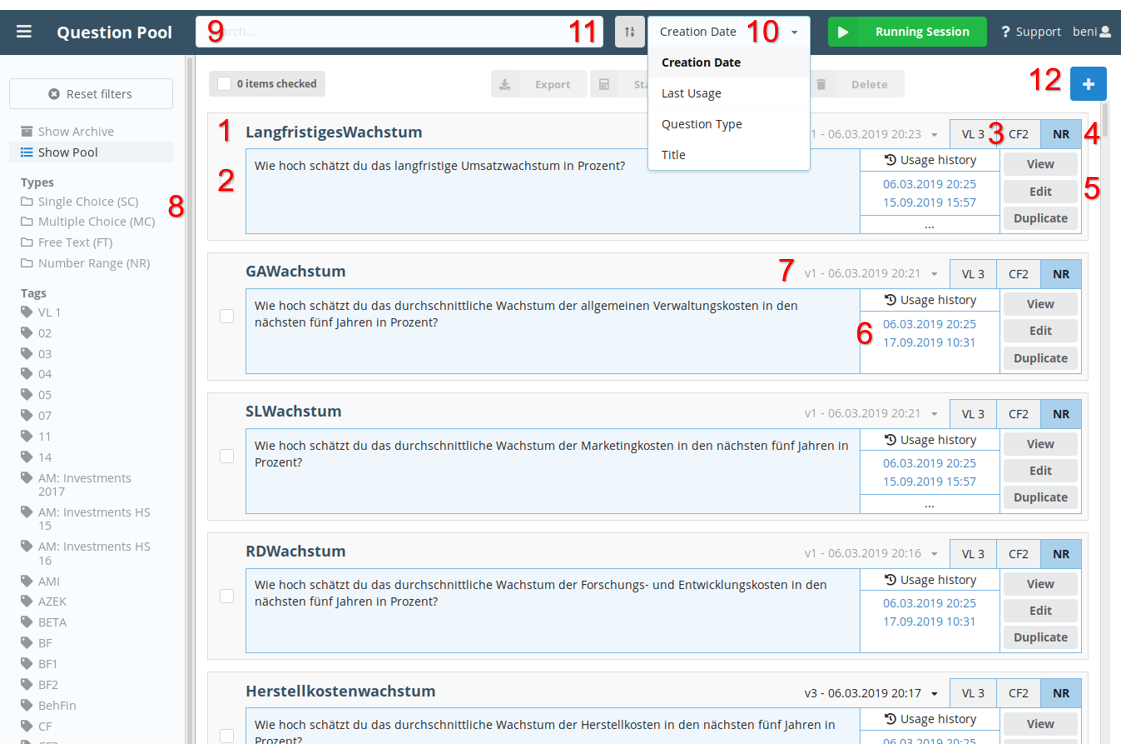 Question Pool
9
Search...
11
Creation Date
10
Running Session
? Support
beni
Creation Date
Last Usage
Question Type
Title
Reset filters
Show Archive
Show Pool
Types
Single Choice (SC)
8
Multiple Choice (MC)
Free Text (FT)
Number Range (NR)
Tags
VL 1
02
03
04
05
07
11
14
AM: Investments
2017
AM: Investments HS
15
AM: Investments HS
16
AMI
AZEK
BETA
BF
BF1
BF2
BehFin
CF
0 items checked
Export
Delete
12
+
1
LangfristigesWachstum
1 - 06.03.2019 20:23
VL 3
3
CF2
NR
4
2
Wie hoch schätzt du das langfristige Umsatzwachstum in Prozent?
Usage history
06.03.2019 20:25
15.09.2019 15:57
...
View
Edit
5
Duplicate
GAWachstum
7
v1 - 06.03.2019 20:21
VL 3
CF2
NR
Wie hoch schätzt du das durchschnittliche Wachstum der allgemeinen Verwaltungskosten in den
nächsten fünf Jahren in Prozent?
Usage history
6
06.03.2019 20:25
17.09.2019 10:31
View
Edit
Duplicate
SLWachstum
v1 - 06.03.2019 20:21
VL 3
CF2
NR
Wie hoch schätzt du das durchschnittliche Wachstum der Marketingkosten in den nächsten fünf Jahren in
Prozent?
Usage history
06.03.2019 20:25
15.09.2019 15:57
...
View
Edit
Duplicate
RDWachstum
v1 - 06.03.2019 20:16
VL 3
CF2
NR
Wie hoch schätzt du das durchschnittliche Wachstum der Forschungs- und Entwicklungskosten in den
nächsten fünf Jahren in Prozent?
Usage history
06.03.2019 20:25
17.09.2019 10:31
View
Edit
Duplicate
Herstellkostenwachstum
v3 - 06.03.2019 20:17
VL 3
CF2
NR
Wie hoch schätzt du das durchschnittliche Wachstum der Herstellkosten in den nächsten fünf Jahren in
Prozent?
Usage history
06.03.2019 20:25
View